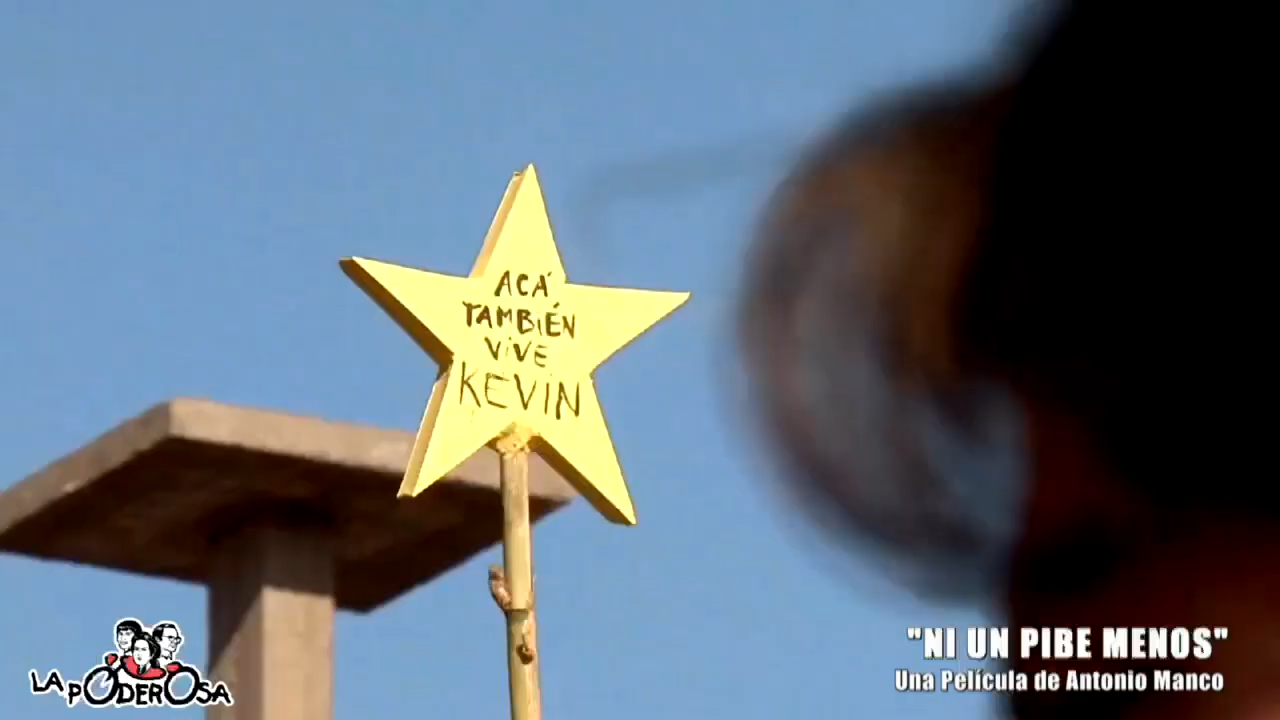 ACÁ
TAMBIÉN
VIVE
KEVIN
LA PODEROSA
"NI UN PIBE MENOS"
Una Película de Antonio Manco